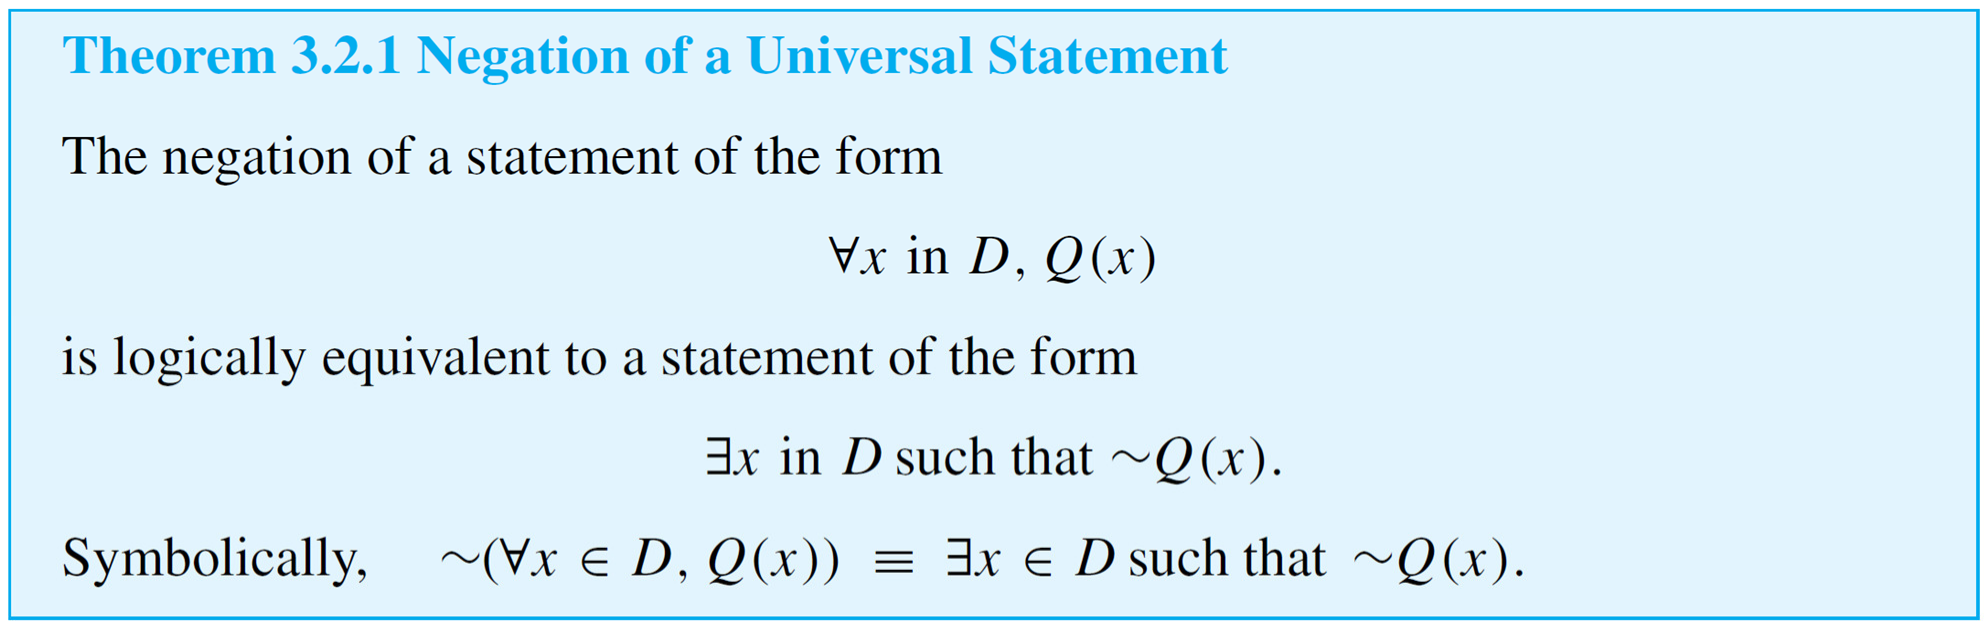 Theorem 3.2.1 Negation of a Universal Statement
The negation of a statement of the form
∀x in D, Q(x)
is logically equivalent to a statement of the form
∃x in D such that ~Q(x).
Symbolically, ~(∀x ∈ D, Q(x)) ≡ ∃x ∈ D such that ~Q(x).